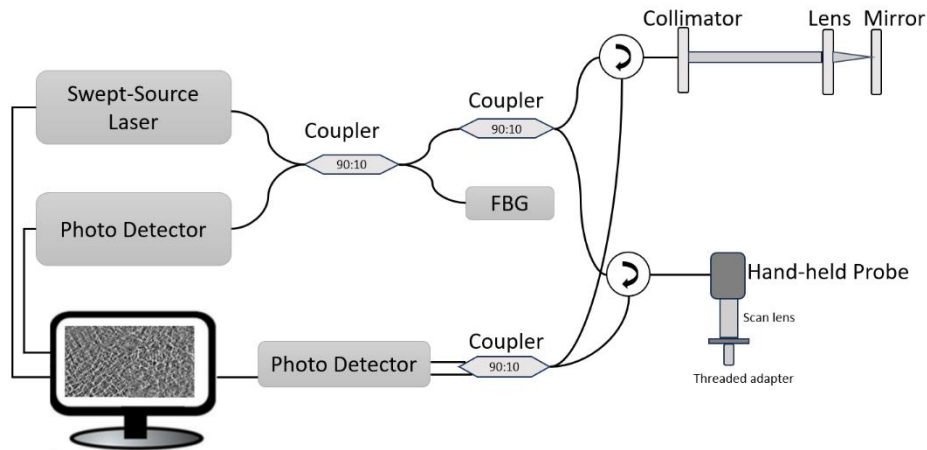 Collimator
Lens
Mirror
Swept-Source
Laser
Coupler
90:10
Coupler
90:10
FBG
Photo Detector
Hand-held Probe
Scan lens
Threaded adapter
Coupler
90:10
Photo Detector